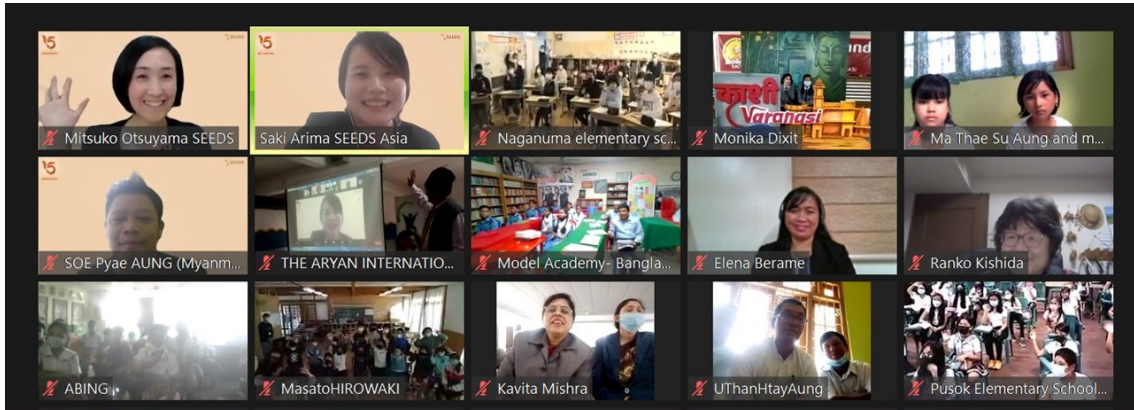 15
SEEDS
Mitsuko Otsuyama SEEDS
15
SEEDS
Saki Arima SEEDS Asia
Naganuma elementary sc...
काशी
Varanasi
Monika Dixit
Ma Thae Su Aung and m...
15
SEEDS
SOE Pyae AUNG (Myanm...
THE ARYAN INTERNATIO...
Model Academy- Bangla...
Elena Berame
Ranko Kishida
ABING
MasatoHIROWAKI
Kavita Mishra
UThanHtayAung
Pusok Elementary School...